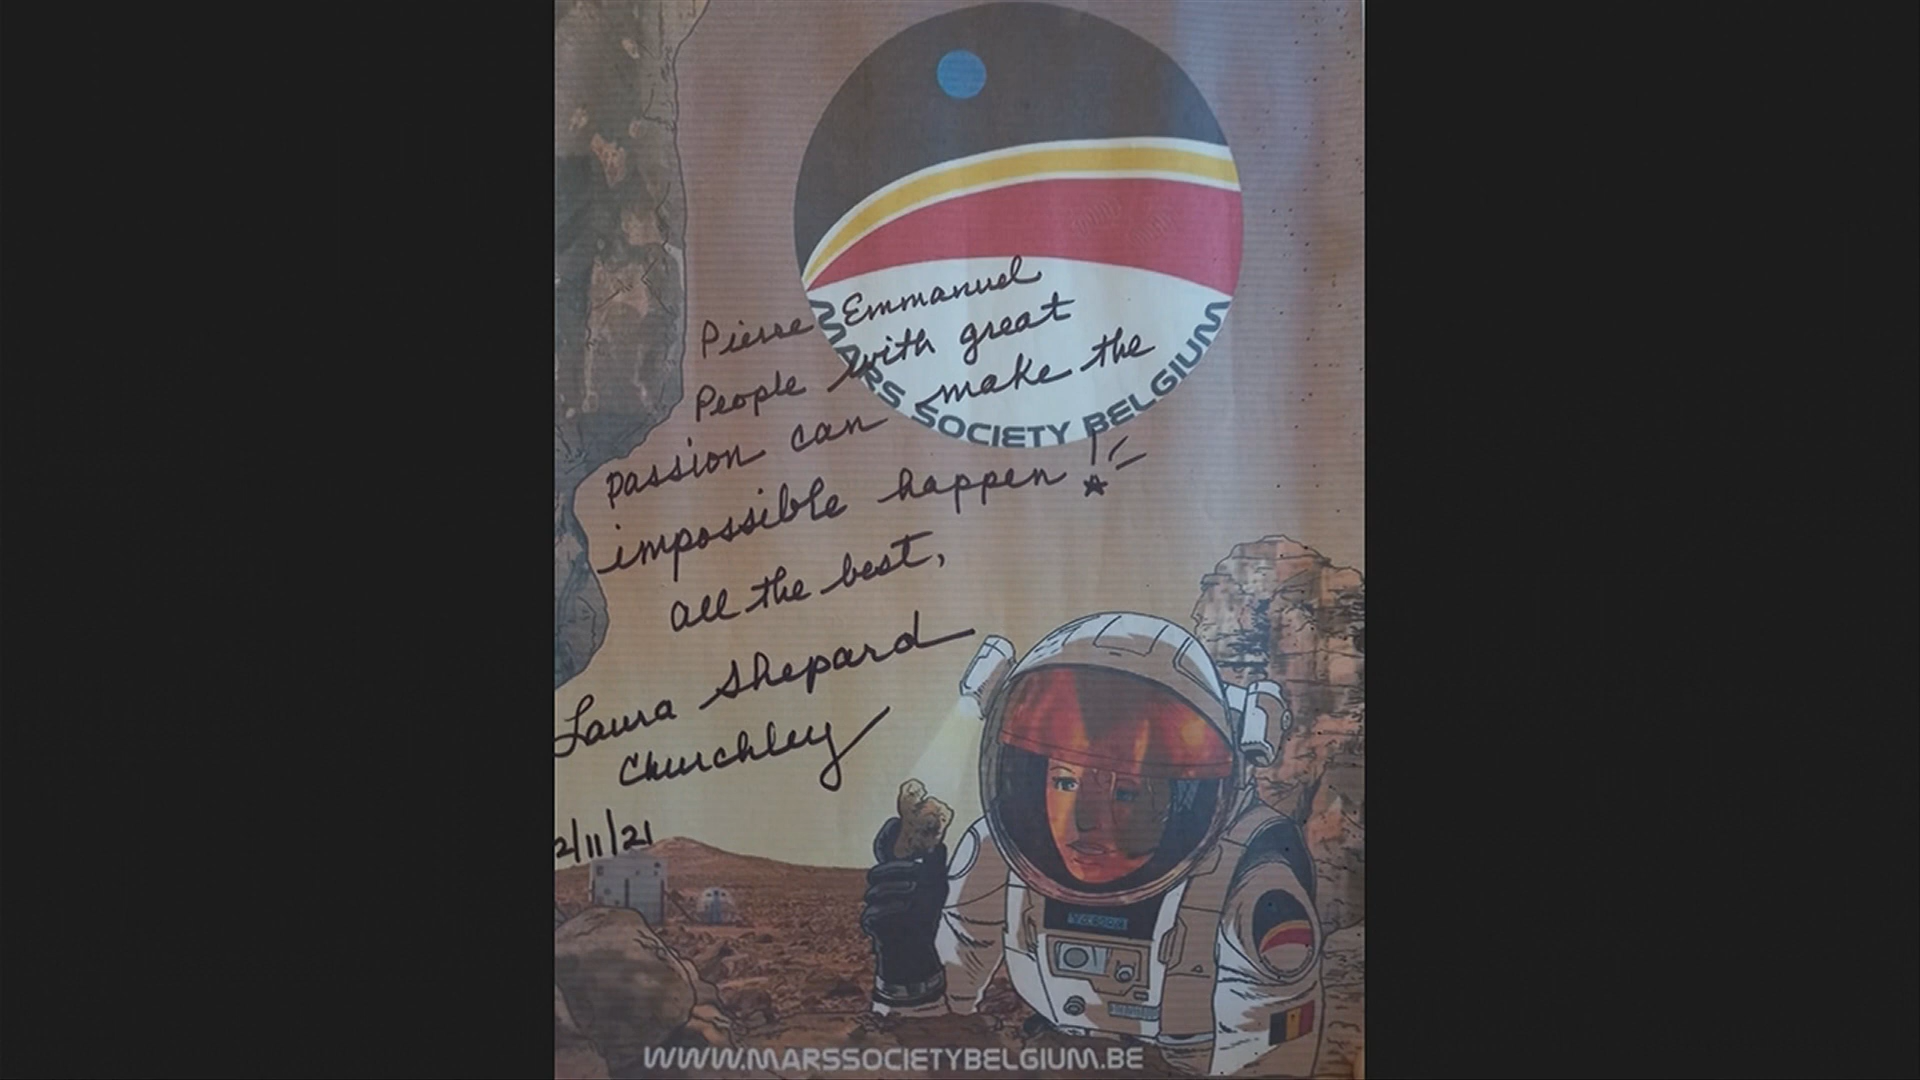 MARS SOCIETY BELGIUM
Pierre Emmanuel
People with great
passion can make the
impossible happen!
all the best,
Laura Shepard
Churchley
2/11/21
WWW.MARSSOCIETYBELGIUM.BE